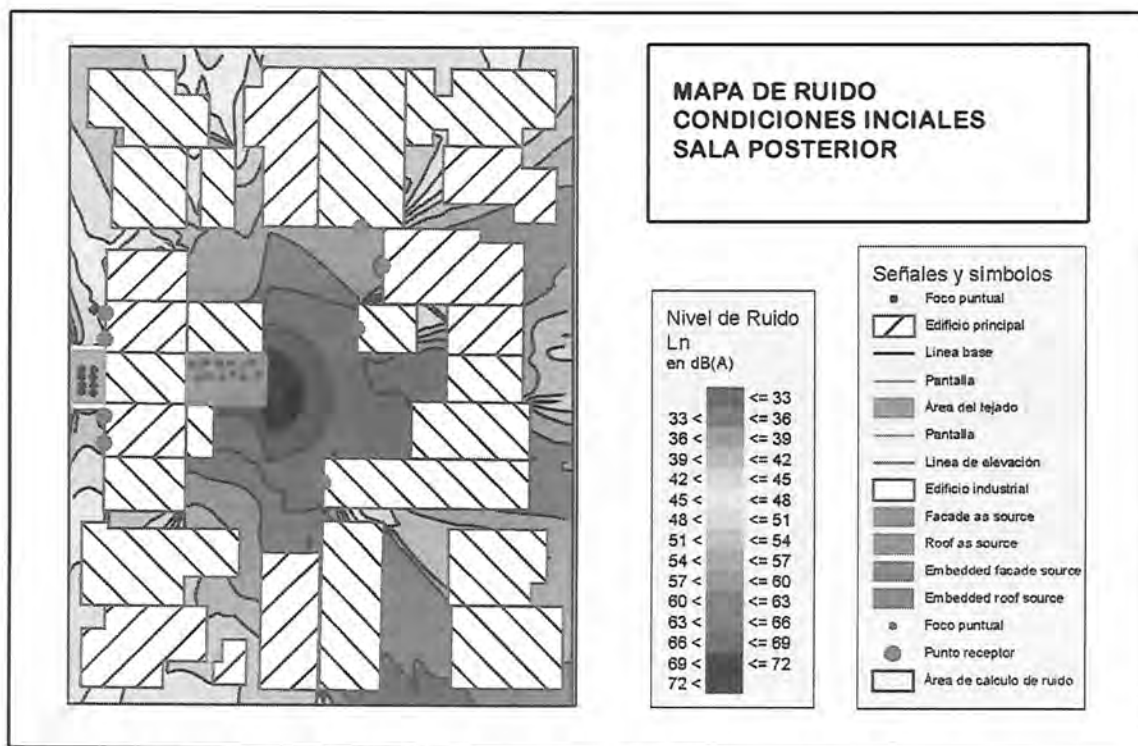 MAPA DE RUIDO
CONDICIONES INCIALES
SALA POSTERIOR
Nivel de Ruido
Ln
en dB(A)
<= 33
33 < <= 36
36 < <= 39
39 < <= 42
42 < <= 45
45 < <= 48
48 < <= 51
51 < <= 54
54 < <= 57
57 < <= 60
60 < <= 63
63 < <= 66
66 < <= 69
69 < <= 72
72 <
Señales y simbolos
Foco puntual
Edificio principal
Linea base
Pantalla
Área del tejado
Pantalla
Linea de elevación
Edificio industrial
Facade as source
Roof as source
Embedded facade source
Embedded roof source
Foco puntual
Punto receptor
Área de calculo de ruido